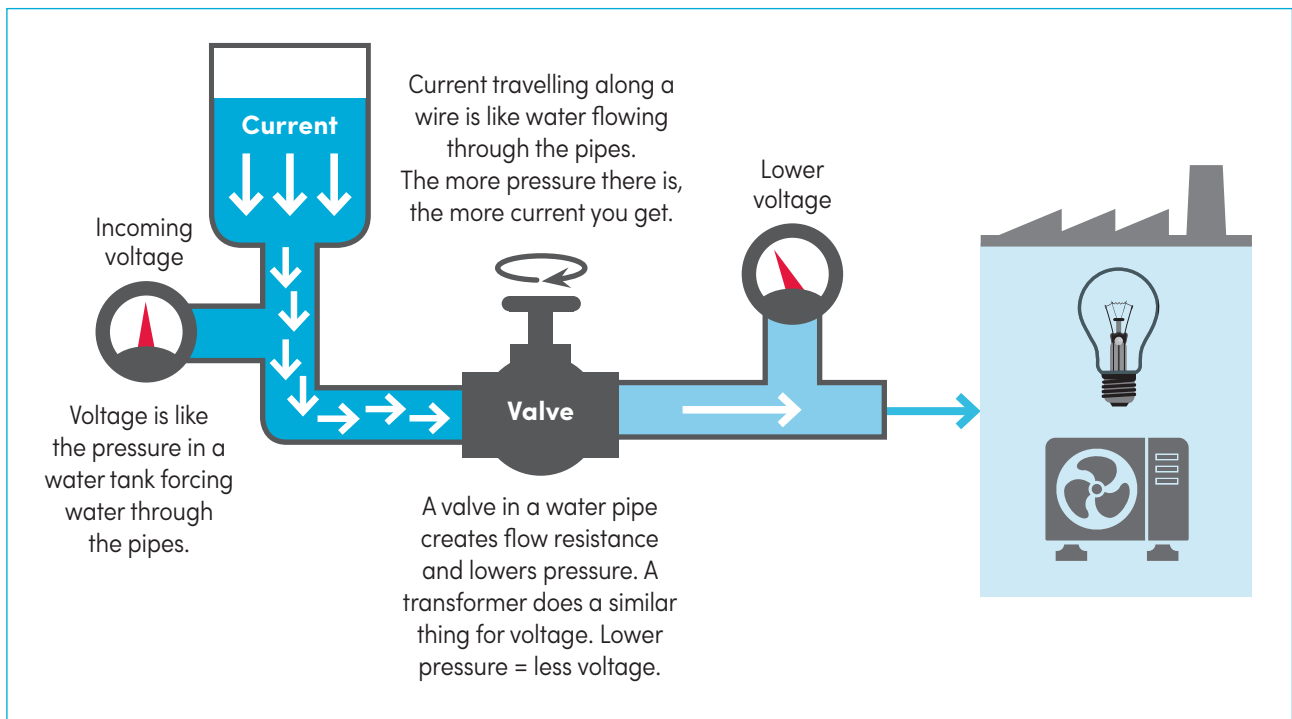 Current
Current travelling along a
wire is like water flowing
through the pipes.
The more pressure there is,
the more current you get.
Lower
voltage
Incoming
voltage
Valve
Voltage is like
the pressure in a
water tank forcing
water through
the pipes.
A valve in a water pipe
creates flow resistance
and lowers pressure. A
transformer does a similar
thing for voltage. Lower
pressure = less voltage.